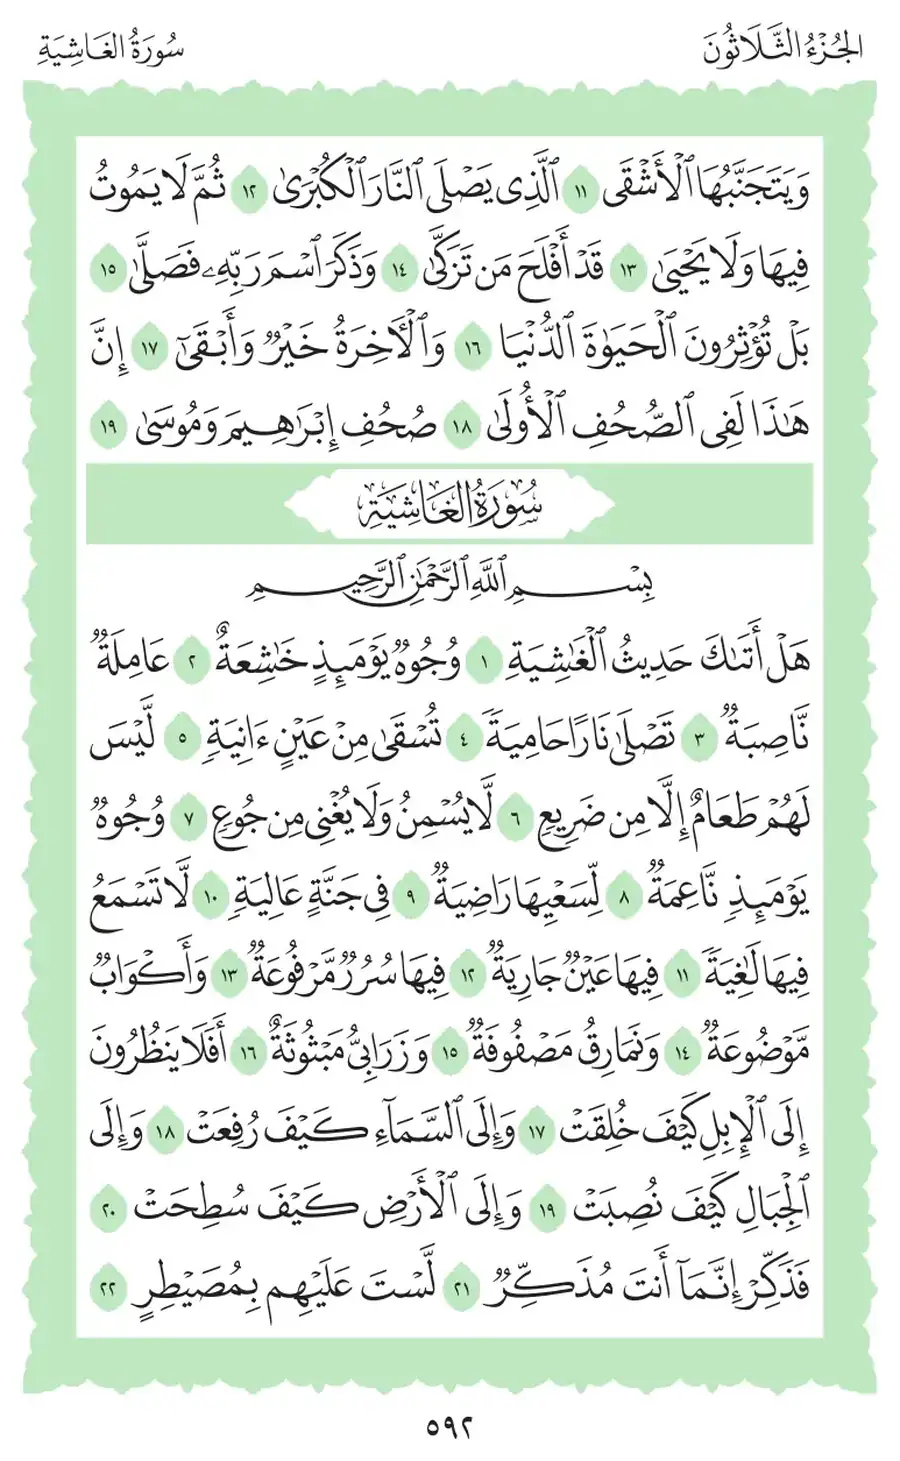 الجُزْءُ الثَّلَاثُونَ
سُورَةُ الغَاشِيَةِ
وَيَتَجَنَّبُهَا ٱلْأَشْقَى ١١ ٱلَّذِى يَصْلَى ٱلنَّارَ ٱلْكُبْرَىٰ ١٢ ثُمَّ لَا يَمُوتُ
فِيهَا وَلَا يَحْيَىٰ ١٣ قَدْ أَفْلَحَ مَن تَزَكَّىٰ ١٤ وَذَكَرَ ٱسْمَ رَبِّهِۦ فَصَلَّىٰ ١٥
بَلْ تُؤْثِرُونَ ٱلْحَيَوٰةَ ٱلدُّنْيَا ١٦ وَٱلْأَخِرَةُ خَيْرٌ وَأَبْقَىٰٓ ١٧ إِنَّ
هَٰذَا لَفِى ٱلصُّحُفِ ٱلْأُولَىٰ ١٨ صُحُفِ إِبْرَٰهِيمَ وَمُوسَىٰ ١٩
سُورَةُ الغَاشِيَةِ
بِسْمِ ٱللَّهِ ٱلرَّحْمَٰنِ ٱلرَّحِيمِ
هَلْ أَتَىٰكَ حَدِيثُ ٱلْغَٰشِيَةِ ١ وُجُوهٌ يَوْمَئِذٍ خَٰشِعَةٌ ٢ عَامِلَةٌ
نَّاصِبَةٌ ٣ تَصْلَىٰ نَارًا حَامِيَةً ٤ تُسْقَىٰ مِنْ عَيْنٍ ءَانِيَةٍ ٥ لَّيْسَ
لَهُمْ طَعَامٌ إِلَّا مِن ضَرِيعٍ ٦ لَّا يُسْمِنُ وَلَا يُغْنِى مِن جُوعٍ ٧ وُجُوهٌ
يَوْمَئِذٍ نَّاعِمَةٌ ٨ لِّسَعْيِهَا رَاضِيَةٌ ٩ فِى جَنَّةٍ عَالِيَةٍ ١٠ لَّا تَسْمَعُ
فِيهَا لَٰغِيَةً ١١ فِيهَا عَيْنٌ جَارِيَةٌ ١٢ فِيهَا سُرُرٌ مَّرْفُوعَةٌ ١٣ وَأَكْوَابٌ
مَّوْضُوعَةٌ ١٤ وَنَمَارِقُ مَصْفُوفَةٌ ١٥ وَزَرَابِىُّ مَبْثُوثَةٌ ١٦ أَفَلَا يَنظُرُونَ
إِلَى ٱلْإِبِلِ كَيْفَ خُلِقَتْ ١٧ وَإِلَى ٱلسَّمَآءِ كَيْفَ رُفِعَتْ ١٨ وَإِلَى
ٱلْجِبَالِ كَيْفَ نُصِبَتْ ١٩ وَإِلَى ٱلْأَرْضِ كَيْفَ سُطِحَتْ ٢٠
فَذَكِّرْ إِنَّمَآ أَنتَ مُذَكِّرٌ ٢١ لَّسْتَ عَلَيْهِم بِمُصَيْطِرٍ ٢٢
٥٩٢